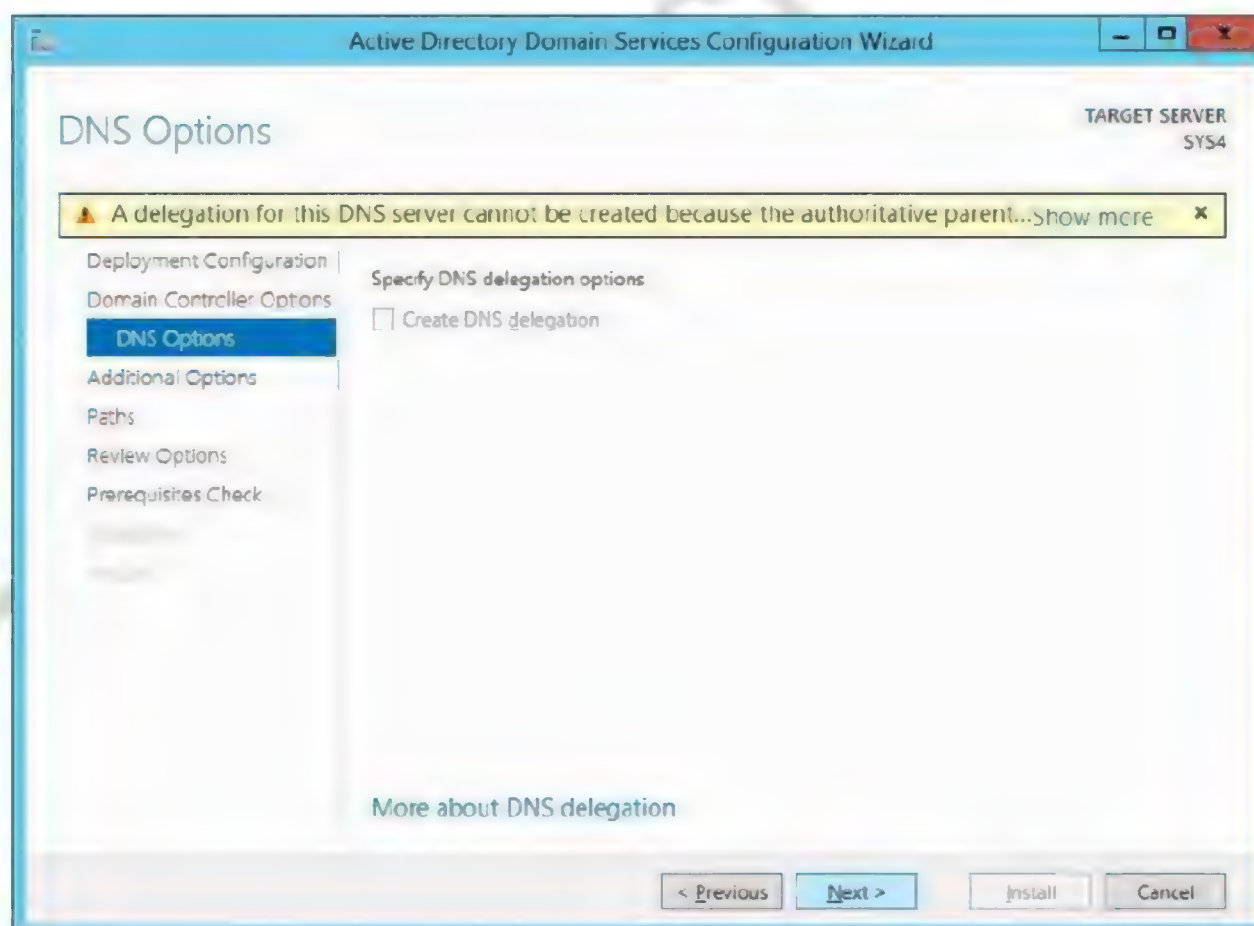 Active Directory Domain Services Configuration Wizard
DNS Options
TARGET SERVER
SYS4
A delegation for this DNS server cannot be created because the authoritative parent...Show more
Deployment Configuration
Domain Controller Options
DNS Options
Additional Options
Paths
Review Options
Prerequisites Check
Specify DNS delegation options
Create DNS delegation
More about DNS delegation
< Previous
Next >
Install
Cancel